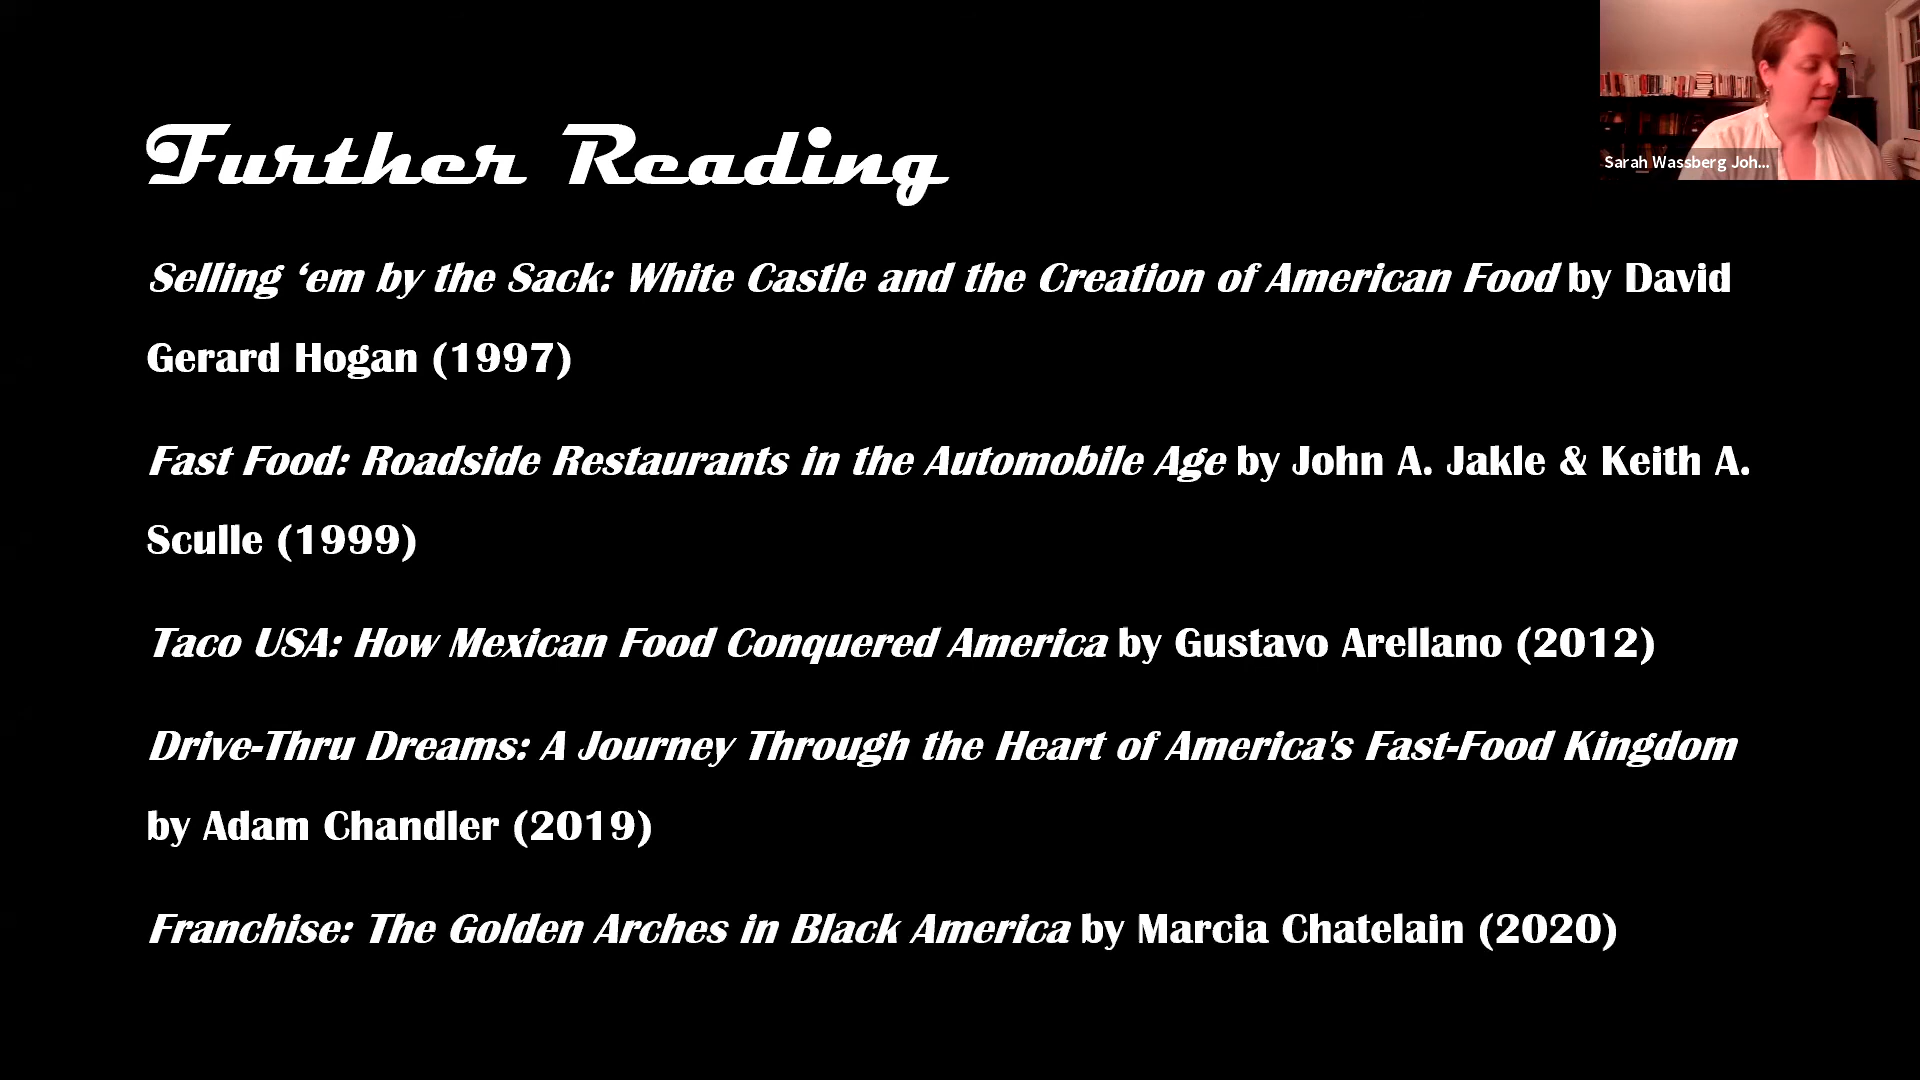 Further Reading
Sarah Wassberg Joh...
Selling ‘em by the Sack: White Castle and the Creation of American Food by David
Gerard Hogan (1997)
Fast Food: Roadside Restaurants in the Automobile Age by John A. Jakle & Keith A.
Sculle (1999)
Taco USA: How Mexican Food Conquered America by Gustavo Arellano (2012)
Drive-Thru Dreams: A Journey Through the Heart of America's Fast-Food Kingdom
by Adam Chandler (2019)
Franchise: The Golden Arches in Black America by Marcia Chatelain (2020)